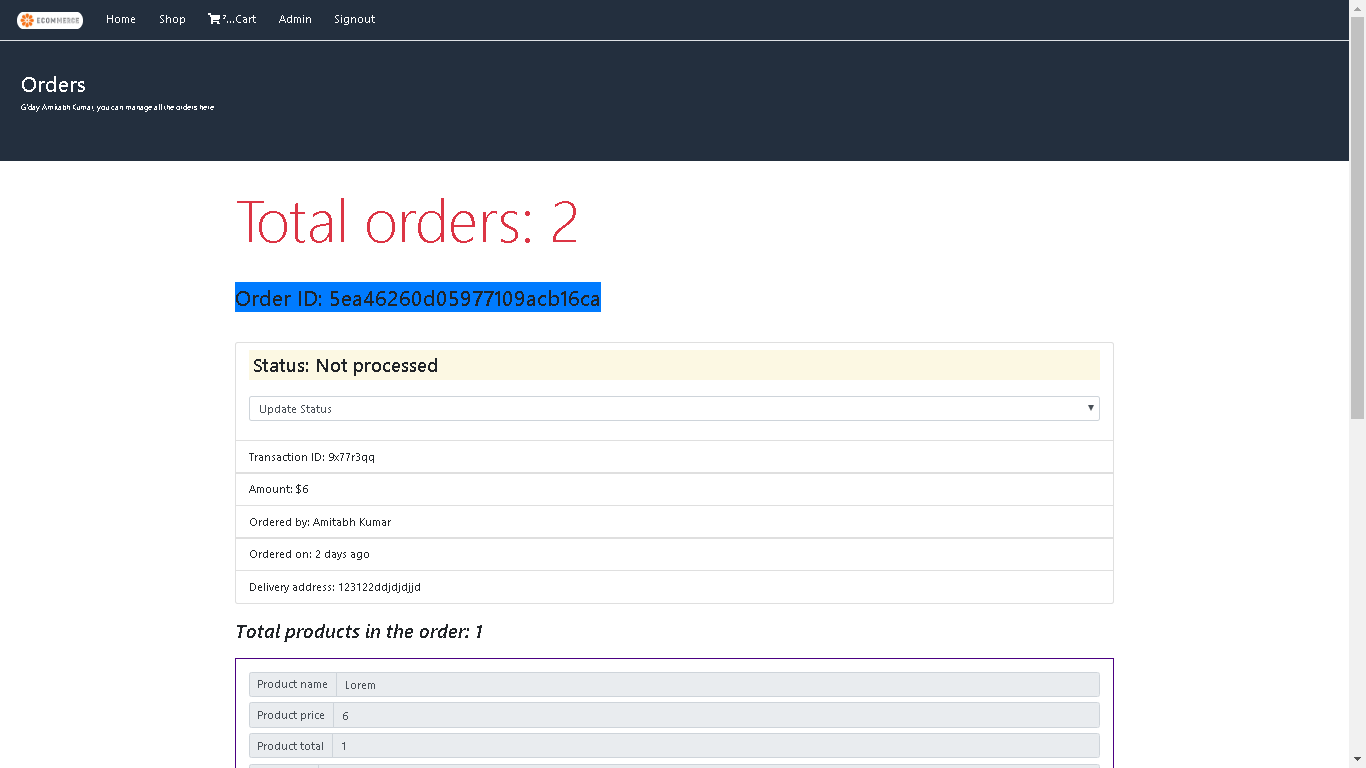 ECOMMERCE Home Shop ?...Cart Admin Signout
Orders
G'day Amitabh Kumar, you can manage all the orders here
Total orders: 2
Order ID: 5ea46260d05977109acb16ca
Status: Not processed
Update Status
Transaction ID: 9x77r3qq
Amount: $6
Ordered by: Amitabh Kumar
Ordered on: 2 days ago
Delivery address: 123122ddjdjdjjd
Total products in the order: 1
Product name Lorem
Product price 6
Product total 1